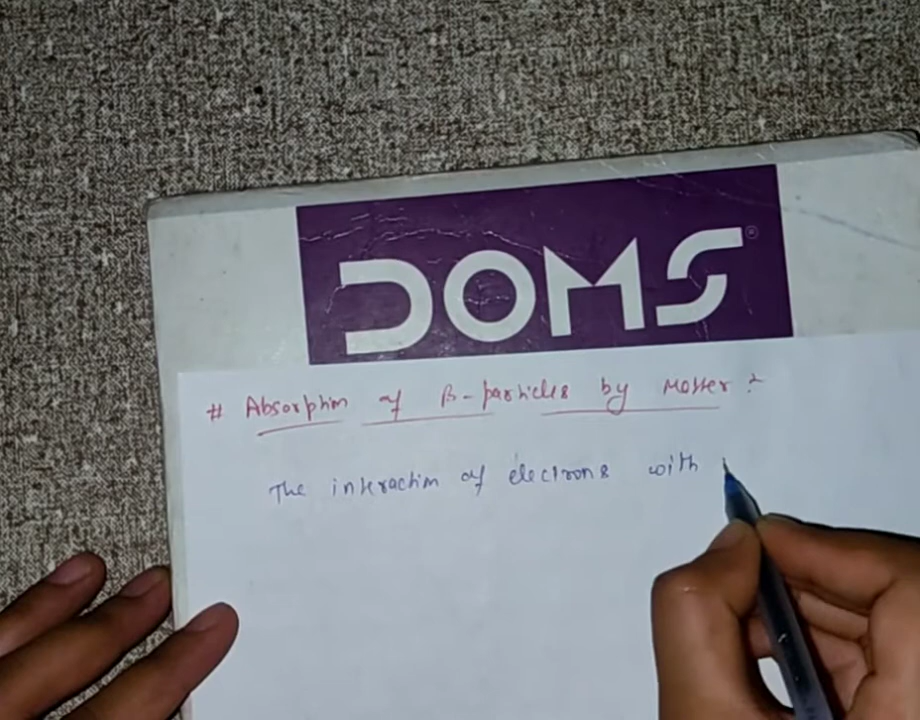 DOMS®
# Absorption of β-particles by Matter :-
The interaction of electrons with